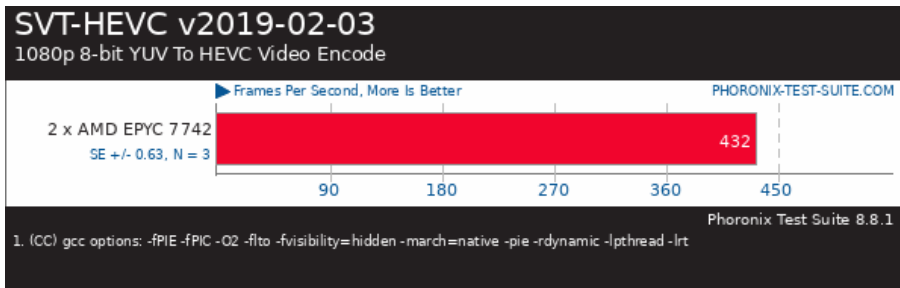 SVT-HEVC v2019-02-03
1080p 8-bit YUV To HEVC Video Encode
▶ Frames Per Second, More Is Better PHORONIX-TEST-SUITE.COM
2 x AMD EPYC 7742 432
SE +/- 0.63, N = 3
90 180 270 360 450
Phoronix Test Suite 8.8.1
1. (CC) gcc options: -fPIE -fPIC -O2 -flto -fvisibility=hidden -march=native -pie -rdynamic -lpthread -lrt